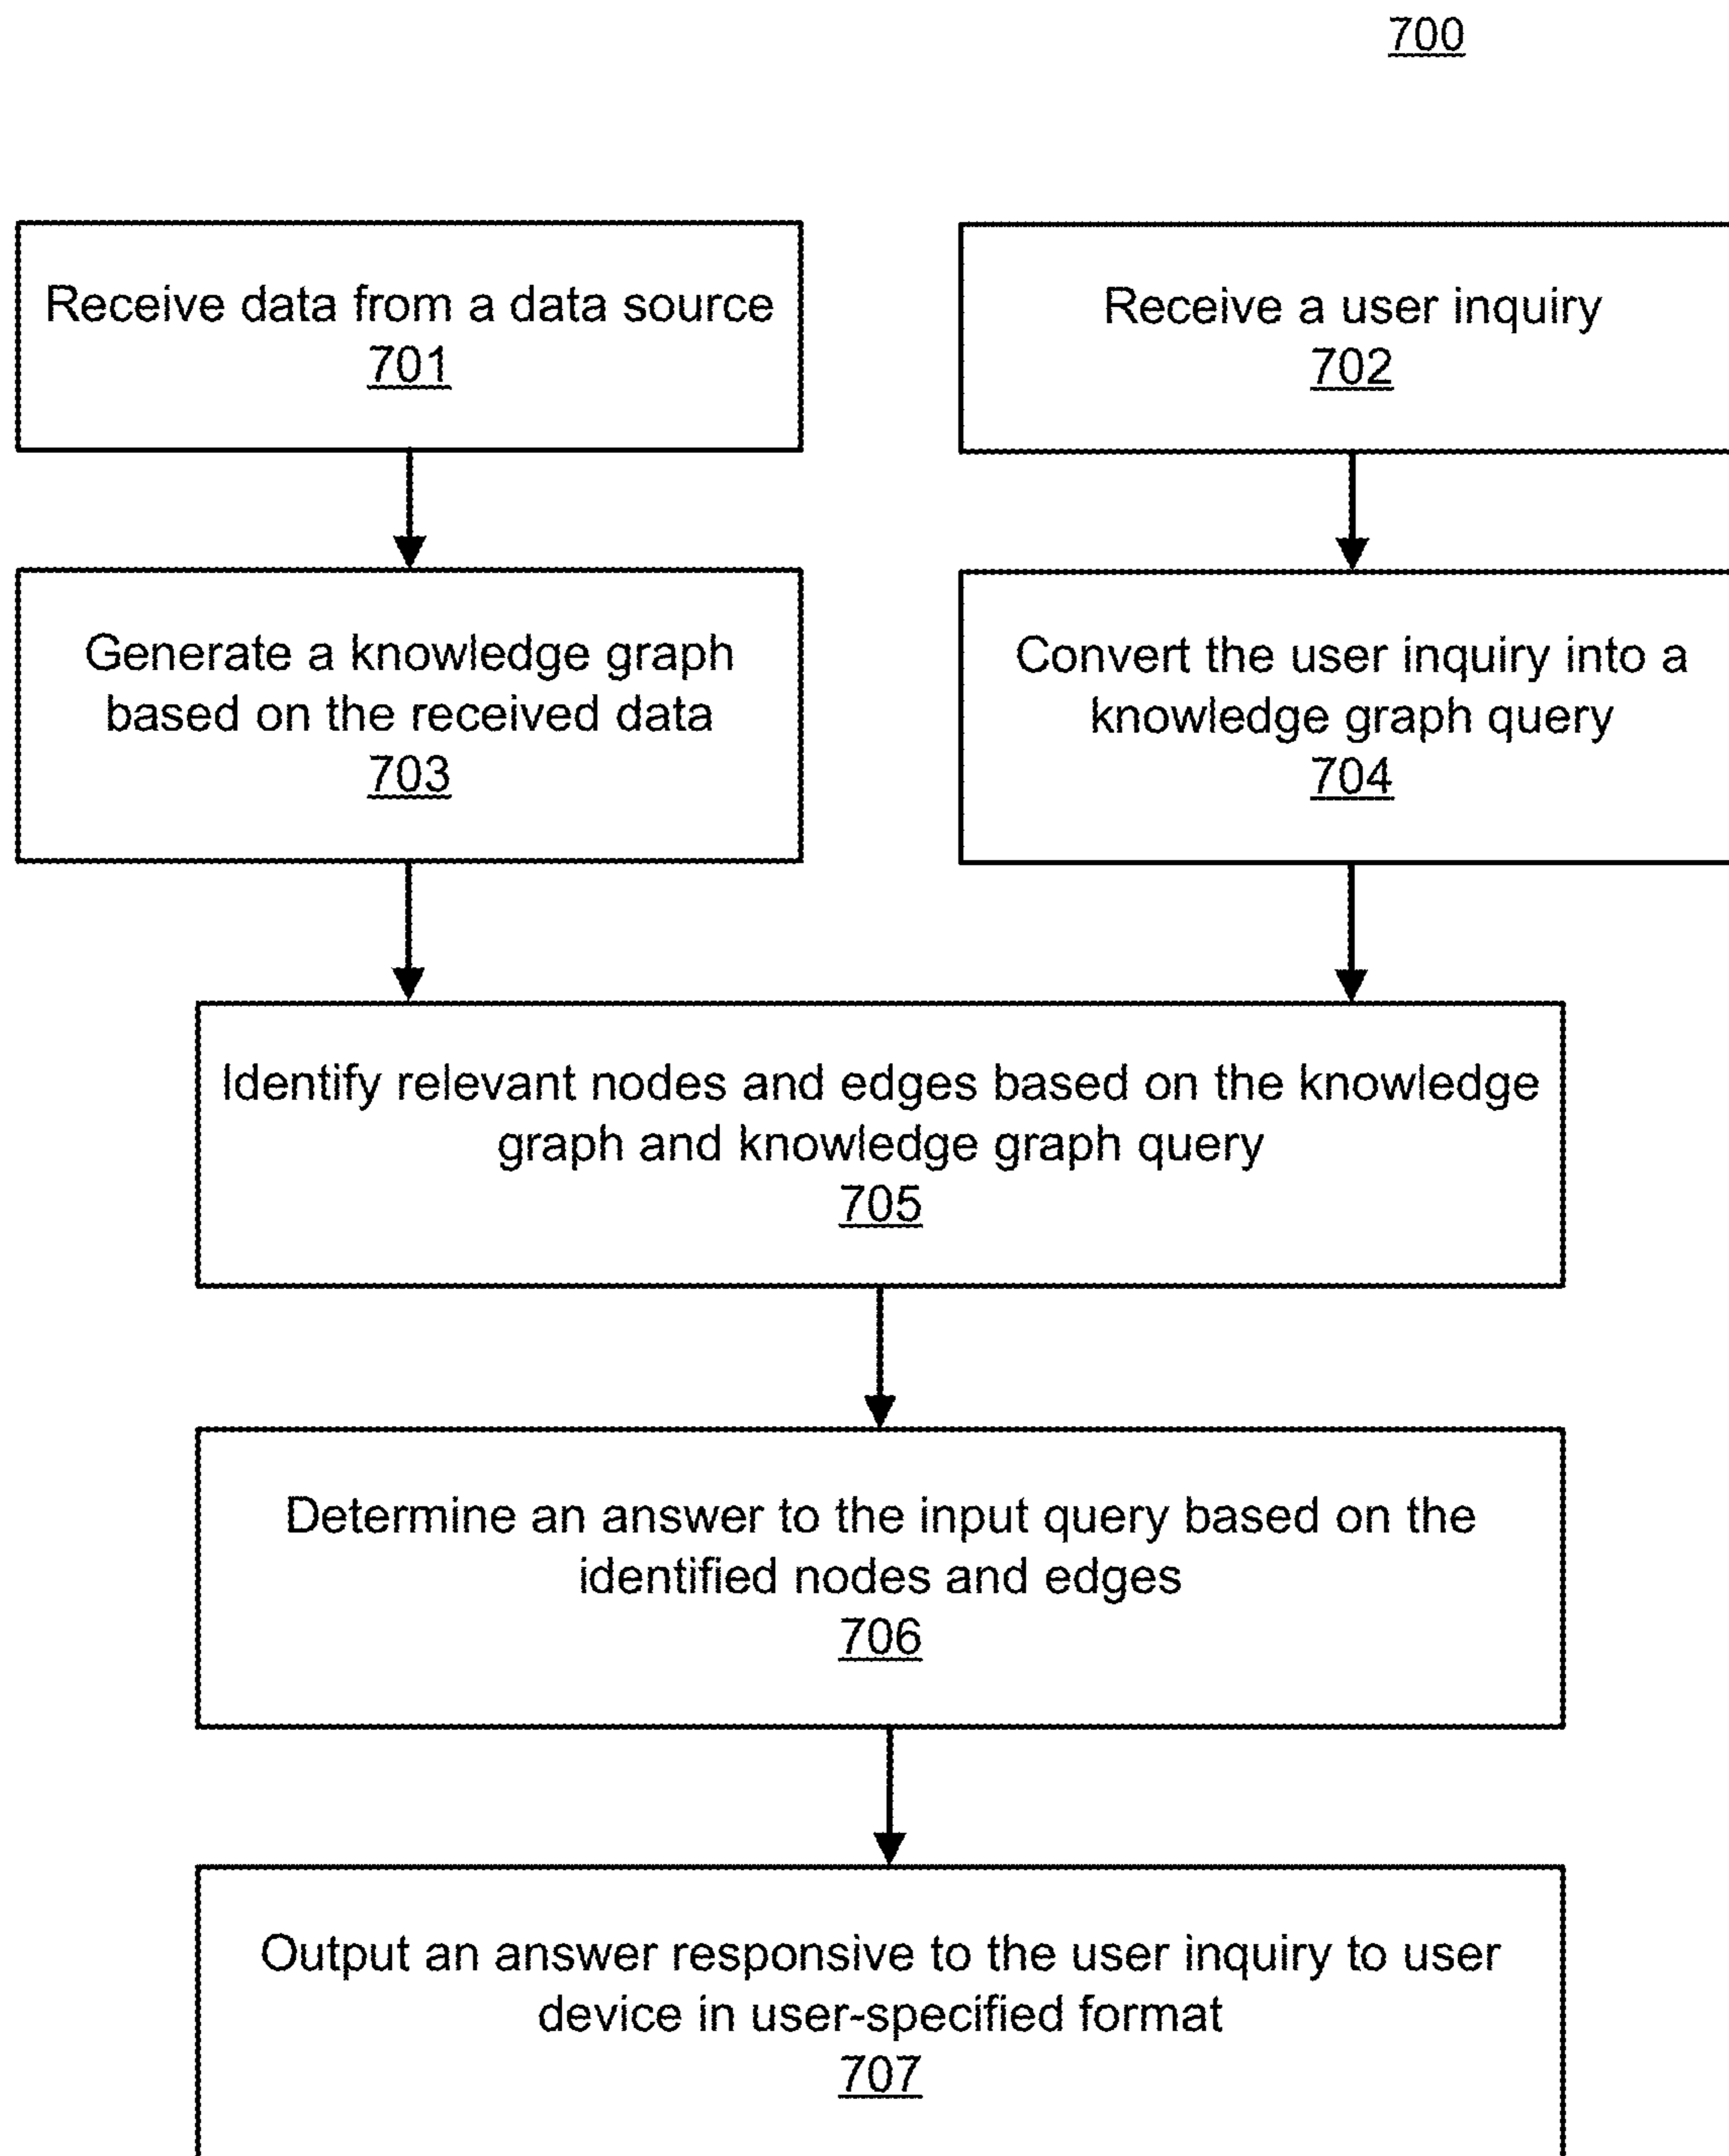 700
Receive data from a data source
701
Receive a user inquiry
702
Generate a knowledge graph
based on the received data
703
Convert the user inquiry into a
knowledge graph query
704
Identify relevant nodes and edges based on the knowledge
graph and knowledge graph query
705
Determine an answer to the input query based on the
identified nodes and edges
706
Output an answer responsive to the user inquiry to user
device in user-specified format
707